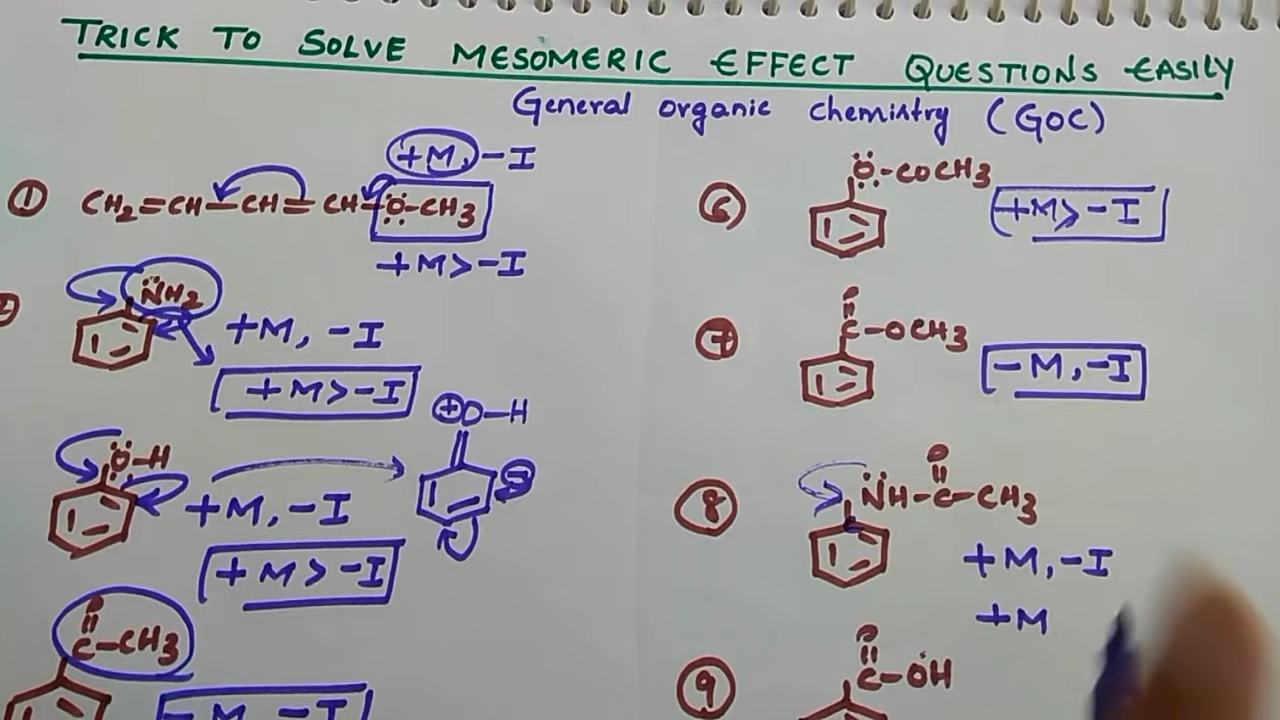 TRICK TO SOLVE MESOMERIC EFFECT QUESTIONS EASILY
General organic chemistry (GOC)
+M, -I
① CH2=CH-CH=CH-Ö-CH3
+M>-I
2
NH2
+M, -I
+M>-I
Ö-H
+M, -I
⊕O-H
⊖
+M>-I
O
C-CH3
-M, -I
⑥
Ö-COCH3
+M>-I
⑦
O
C-OCH3
-M, -I
⑧
O
NH-C-CH3
+M, -I
+M
⑨
O
C-OH